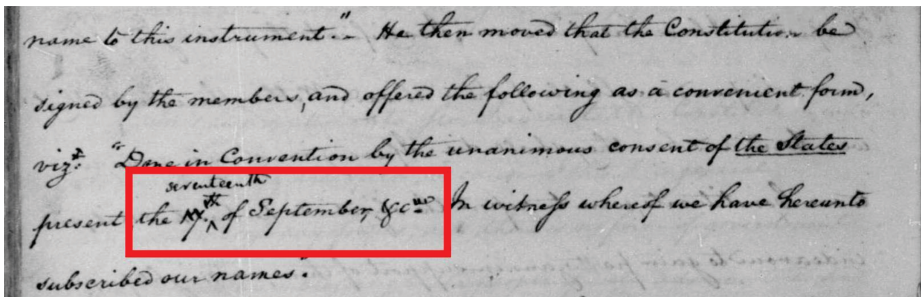 name to this instrument." – He then moved that the Constitution be
signed by the members, and offered the following as a convenient form,
viz.t "Done in Convention by the unanimous consent of the States
seventeenth
present the of September, &c In witness whereof we have hereunto
subscribed our names."